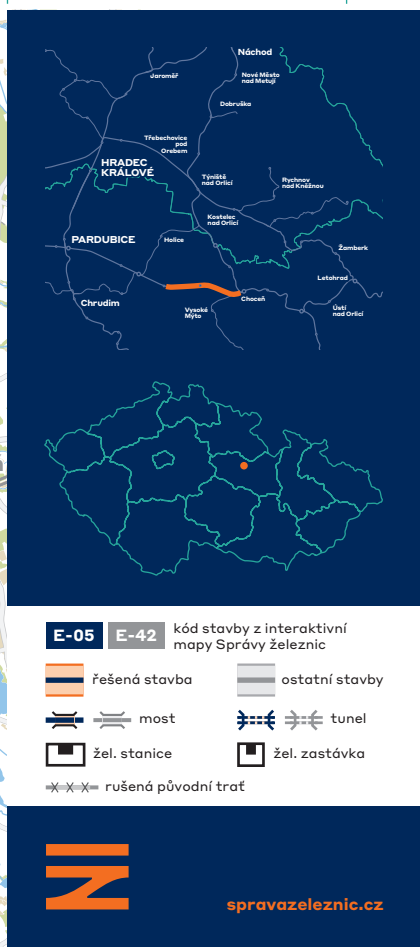 Náchod
Jaroměř
Nové Město
nad Metují
Dobruška
Třebechovice
pod
Orebem
HRADEC
KRÁLOVÉ
Týniště
nad Orlicí
Rychnov
nad Kněžnou
Kostelec
nad Orlicí
PARDUBICE
Holice
Žamberk
Letohrad
Choceň
Chrudim
Vysoké
Mýto
Ústí
nad Orlicí
E-05 E-42 kód stavby z interaktivní
mapy Správy železnic
řešená stavba
ostatní stavby
most
tunel
žel. stanice
žel. zastávka
rušená původní trať
spravazeleznic.cz